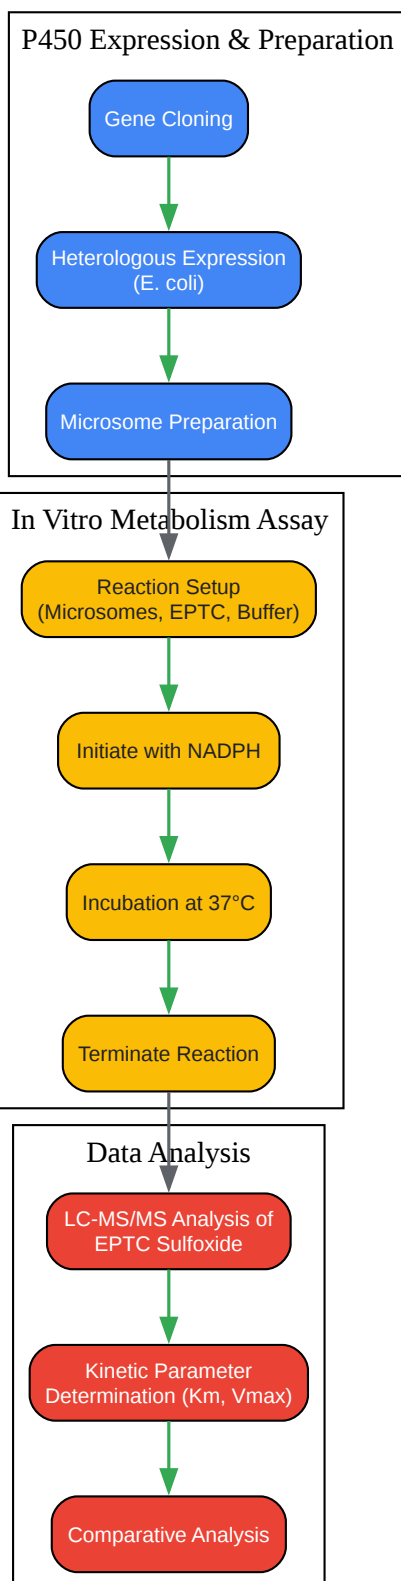 P450 Expression & Preparation
Gene Cloning
Heterologous Expression
(E. coli)
Microsome Preparation
In Vitro Metabolism Assay
Reaction Setup
(Microsomes, EPTC, Buffer)
Initiate with NADPH
Incubation at 37°C
Terminate Reaction
Data Analysis
LC-MS/MS Analysis of
EPTC Sulfoxide
Kinetic Parameter
Determination (Km, Vmax)
Comparative Analysis